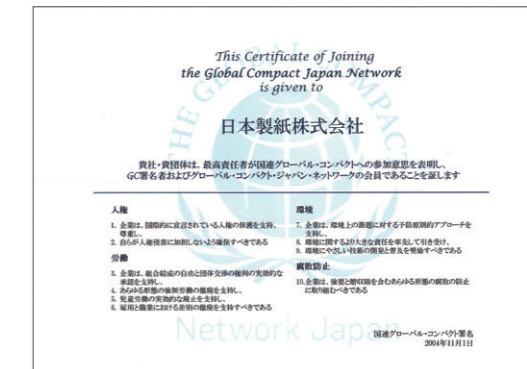 This Certificate of Joining
the Global Compact Japan Network
is given to
日本製紙株式会社
貴社・貴団体は、最高責任者が国連グローバル・コンパクトへの参加意思を表明し、
GC署名者およびグローバル・コンパクト・ジャパン・ネットワークの会員であることを証します
人権
1. 企業は、国際的に宣言されている人権の保護を支持、
尊重し、
2. 自らが人権侵害に加担しないよう確保すべきである
労働
3. 企業は、組合結成の自由と団体交渉の権利の実効的な
承認を支持し、
4. あらゆる形態の強制労働の撤廃を支持し、
5. 児童労働の実効的な廃止を支持し、
6. 雇用と職業における差別の撤廃を支持すべきである
環境
7. 企業は、環境上の課題に対する予防原則的アプローチを
支持し、
8. 環境に関するより大きな責任を率先して引き受け、
9. 環境にやさしい技術の開発と普及を奨励すべきである
腐敗防止
10.企業は、強要と贈収賄を含むあらゆる形態の腐敗の防止
に取り組むべきである
国連グローバル・コンパクト署名
2004年11月1日
THE GLOBAL COMPACT
Network Japan